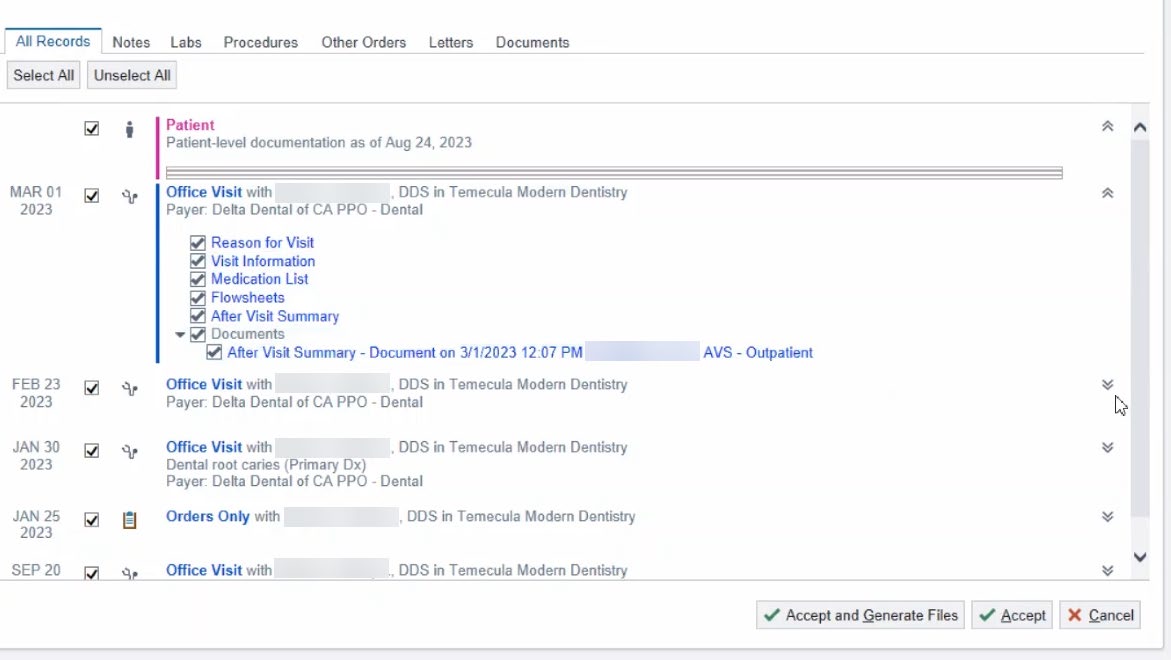 All Records Notes Labs Procedures Other Orders Letters Documents
Select All Unselect All
Patient
Patient-level documentation as of Aug 24, 2023
MAR 01
2023
Office Visit with , DDS in Temecula Modern Dentistry
Payer: Delta Dental of CA PPO - Dental
Reason for Visit
Visit Information
Medication List
Flowsheets
After Visit Summary
Documents
After Visit Summary - Document on 3/1/2023 12:07 PM AVS - Outpatient
FEB 23
2023
Office Visit with , DDS in Temecula Modern Dentistry
Payer: Delta Dental of CA PPO - Dental
JAN 30
2023
Office Visit with , DDS in Temecula Modern Dentistry
Dental root caries (Primary Dx)
Payer: Delta Dental of CA PPO - Dental
JAN 25
2023
Orders Only with , DDS in Temecula Modern Dentistry
SEP 20
Office Visit with ., DDS in Temecula Modern Dentistry
Accept and Generate Files Accept Cancel